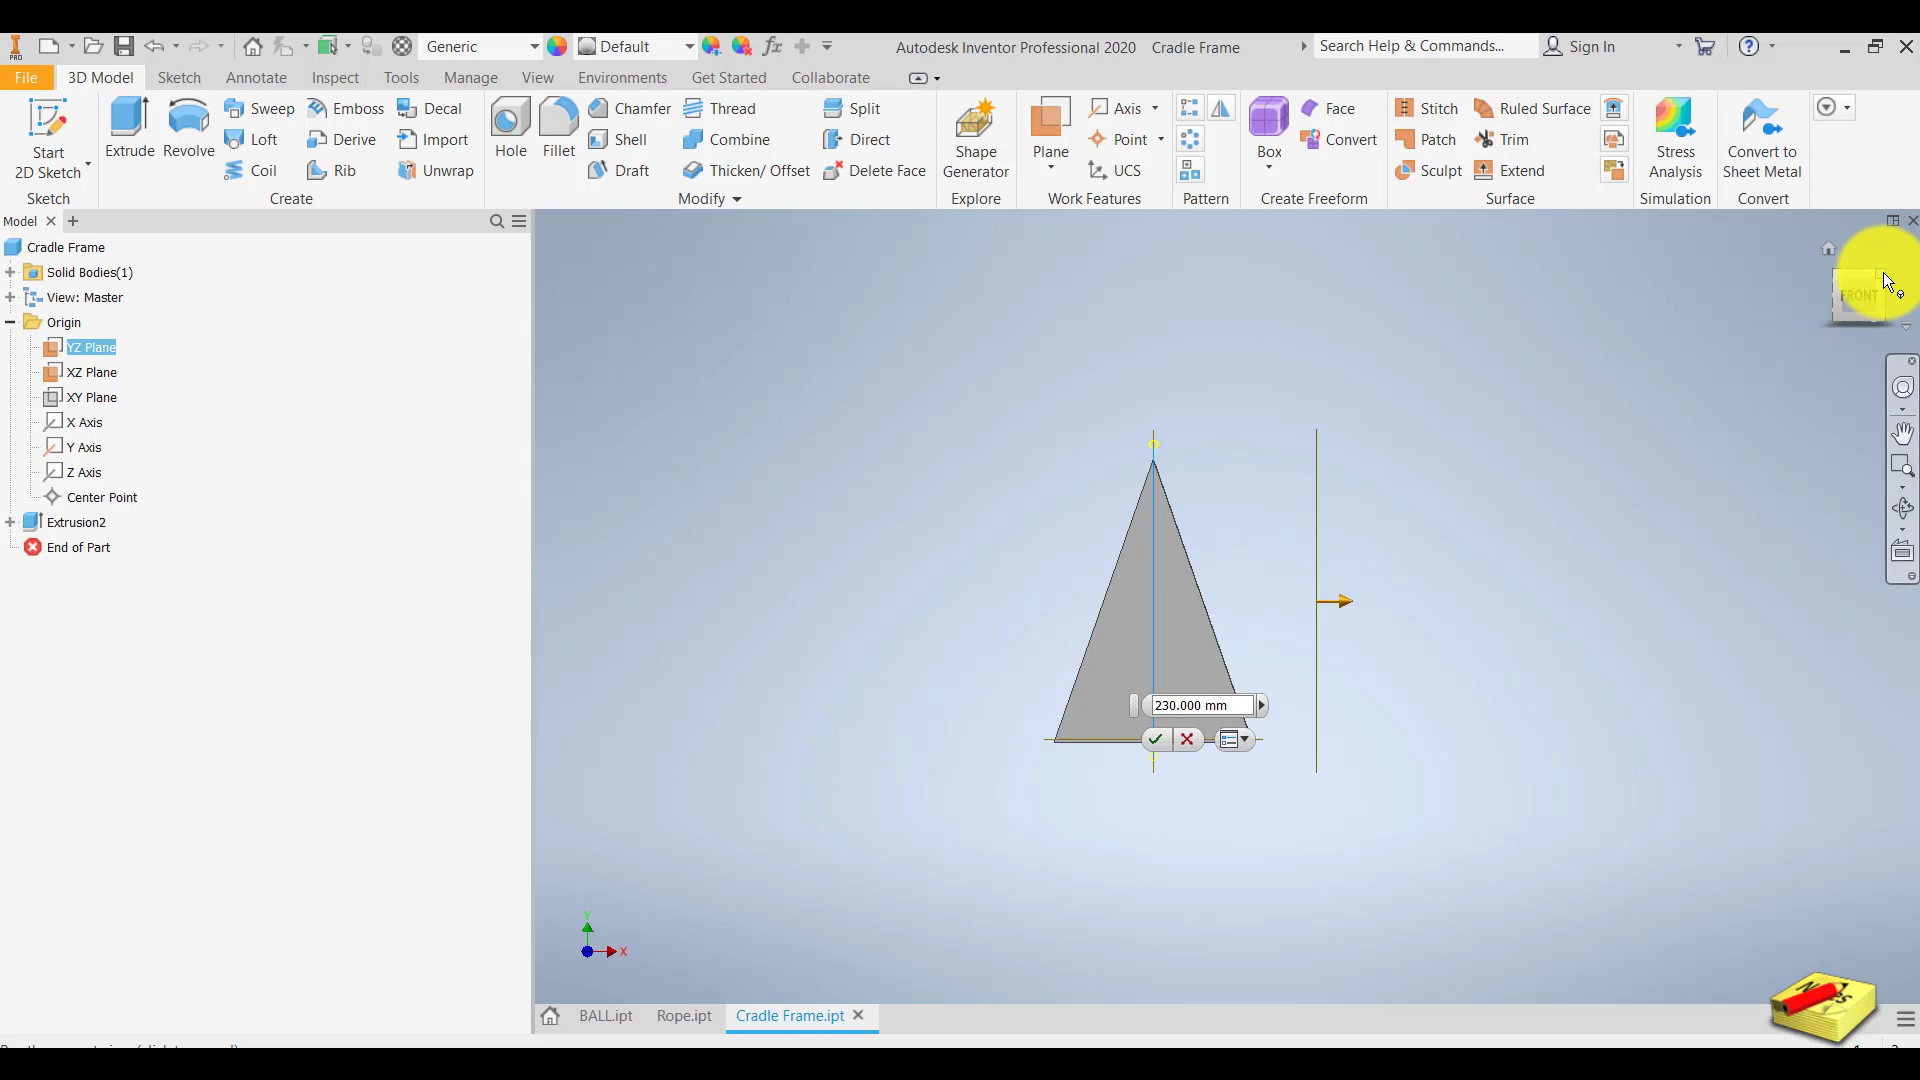 PRO
Generic
Default
Autodesk Inventor Professional 2020 Cradle Frame
Search Help & Commands...
Sign In
File 3D Model Sketch Annotate Inspect Tools Manage View Environments Get Started Collaborate
Start
2D Sketch
Extrude
Revolve
Sweep
Loft
Coil
Emboss
Derive
Rib
Decal
Import
Unwrap
Hole
Fillet
Chamfer
Shell
Draft
Thread
Combine
Thicken/ Offset
Split
Direct
Delete Face
Shape
Generator
Plane
Axis
Point
UCS
Box
Face
Convert
Stitch
Patch
Sculpt
Ruled Surface
Trim
Extend
Stress
Analysis
Convert to
Sheet Metal
Sketch Create Modify Explore Work Features Pattern Create Freeform Surface Simulation Convert
Model
Cradle Frame
Solid Bodies(1)
View: Master
Origin
YZ Plane
XZ Plane
XY Plane
X Axis
Y Axis
Z Axis
Center Point
Extrusion2
End of Part
FRONT
230.000 mm
Y
X
BALL.ipt Rope.ipt Cradle Frame.ipt